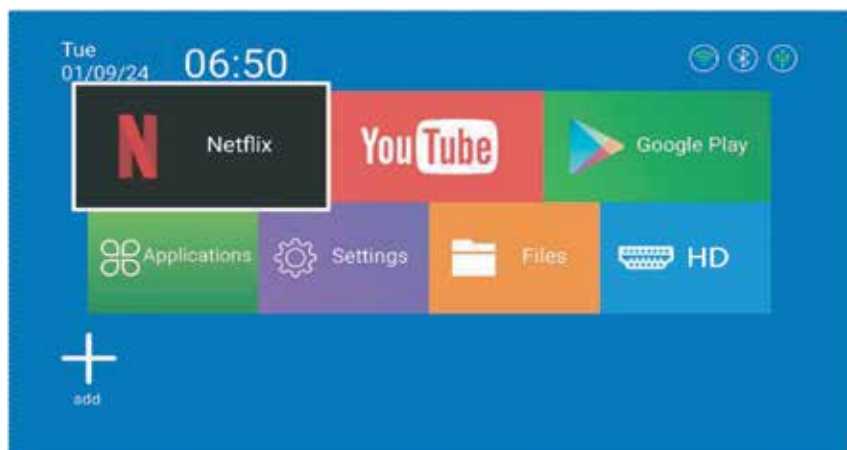 Tue
01/09/24
06:50
Netflix
YouTube
Google Play
Applications
Settings
Files
HD
add